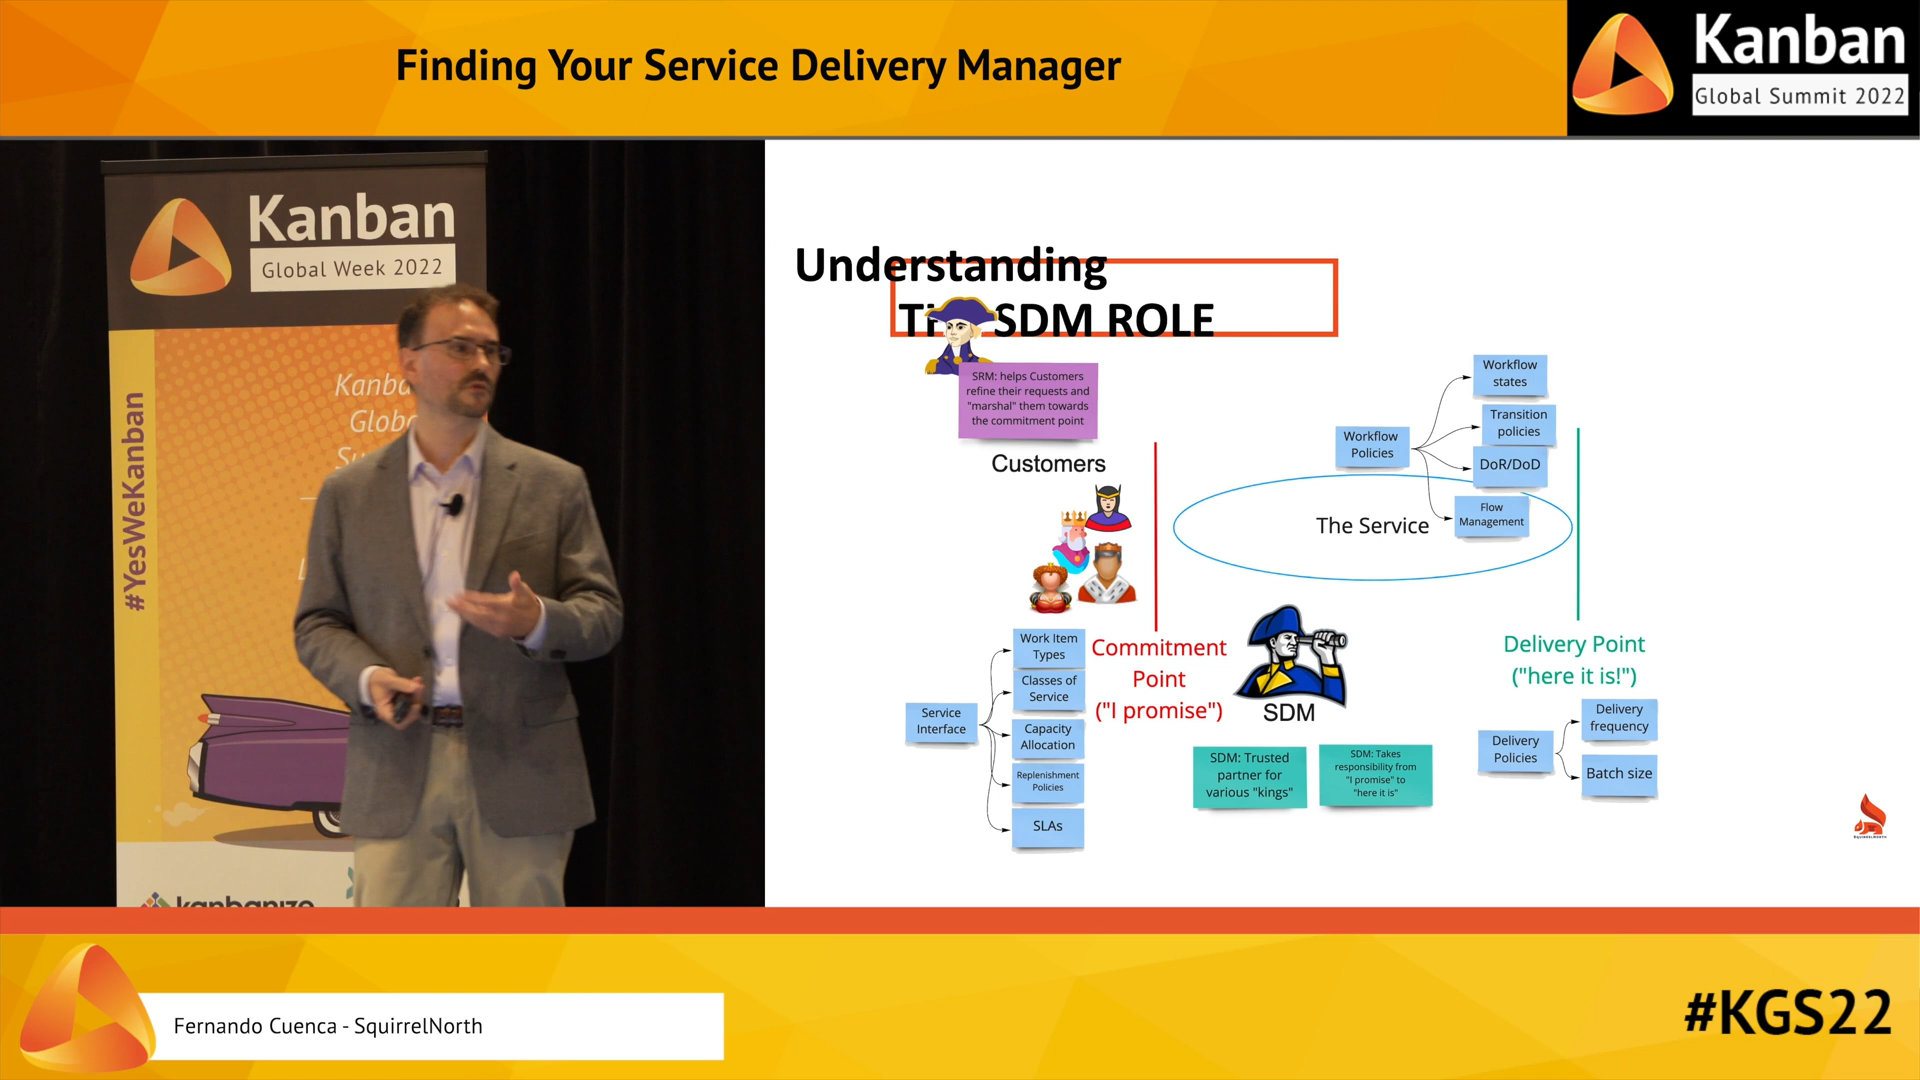 Finding Your Service Delivery Manager
Kanban
Global Summit 2022
Kanban
Global Week 2022
#YesWeKanban
kanbanize
Understanding
SDM ROLE
SRM: helps Customers
refine their requests and
"marshal" them towards
the commitment point
Customers
Workflow
Policies
Workflow
states
Transition
policies
DoR/DoD
Flow
Management
The Service
Service
Interface
Work Item
Types
Classes of
Service
Capacity
Allocation
Replenishment
Policies
SLAs
Commitment
Point
("I promise")
SDM
SDM: Trusted
partner for
various "kings"
SDM: Takes
responsibility from
"I promise" to
"here it is"
Delivery Point
("here it is!")
Delivery
Policies
Delivery
frequency
Batch size
SQUIRRELNORTH
Fernando Cuenca - SquirrelNorth
#KGS22